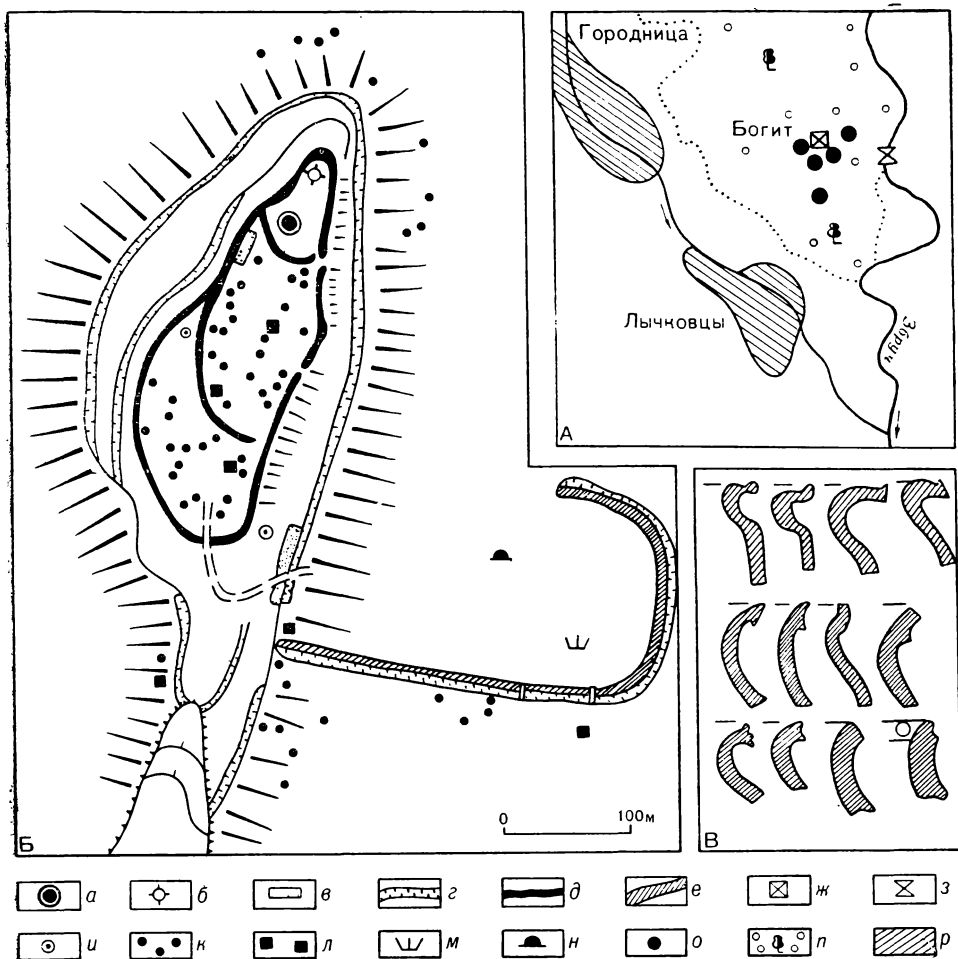 Городница
Богит
Лычковцы
Збруч
А
0 100м
Б
В
а б в г д е ж з
и к л м н о п р